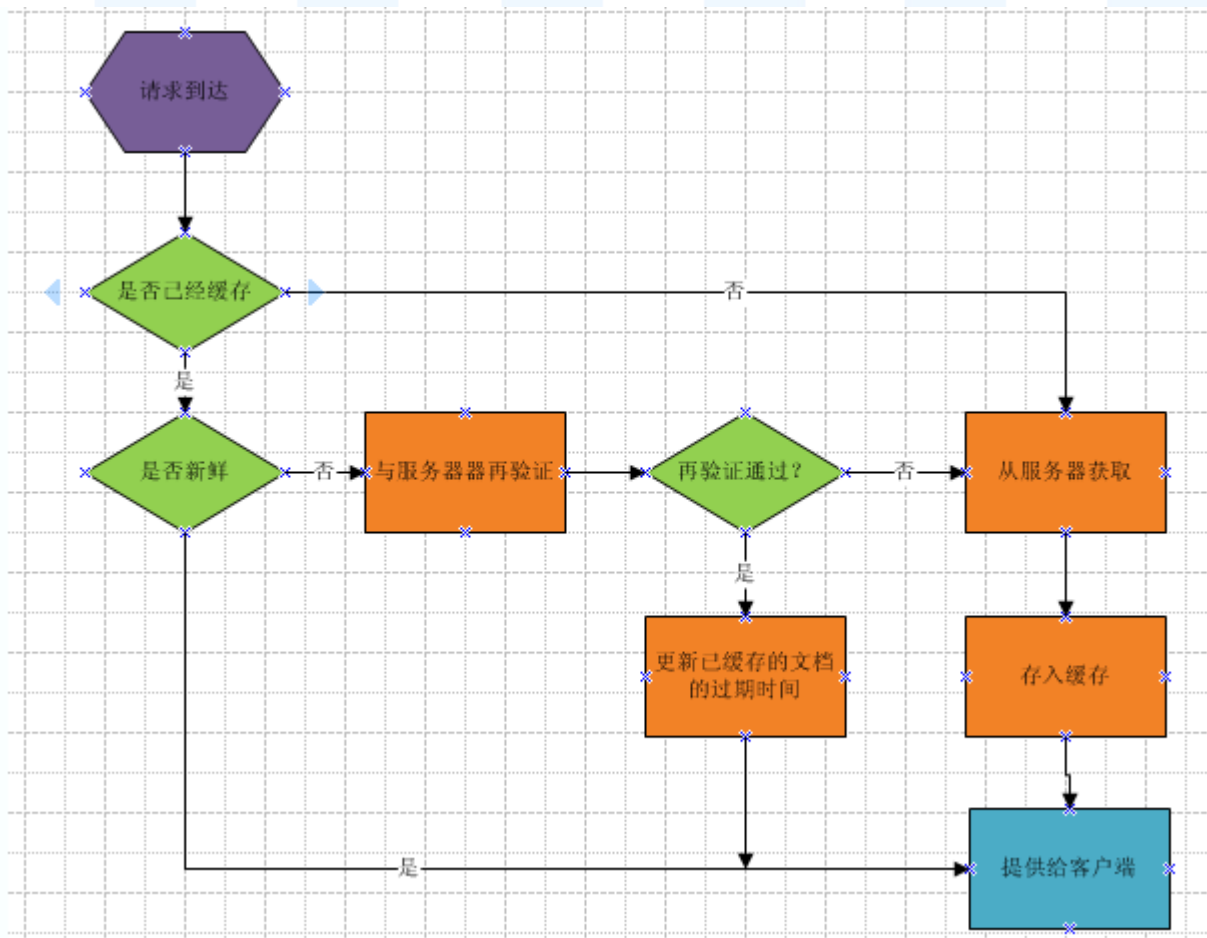 请求到达
是否已经缓存
否
是
是否新鲜
否
与服务器器再验证
再验证通过？
否
从服务器获取
是
更新已缓存的文档
的过期时间
存入缓存
是
提供给客户端